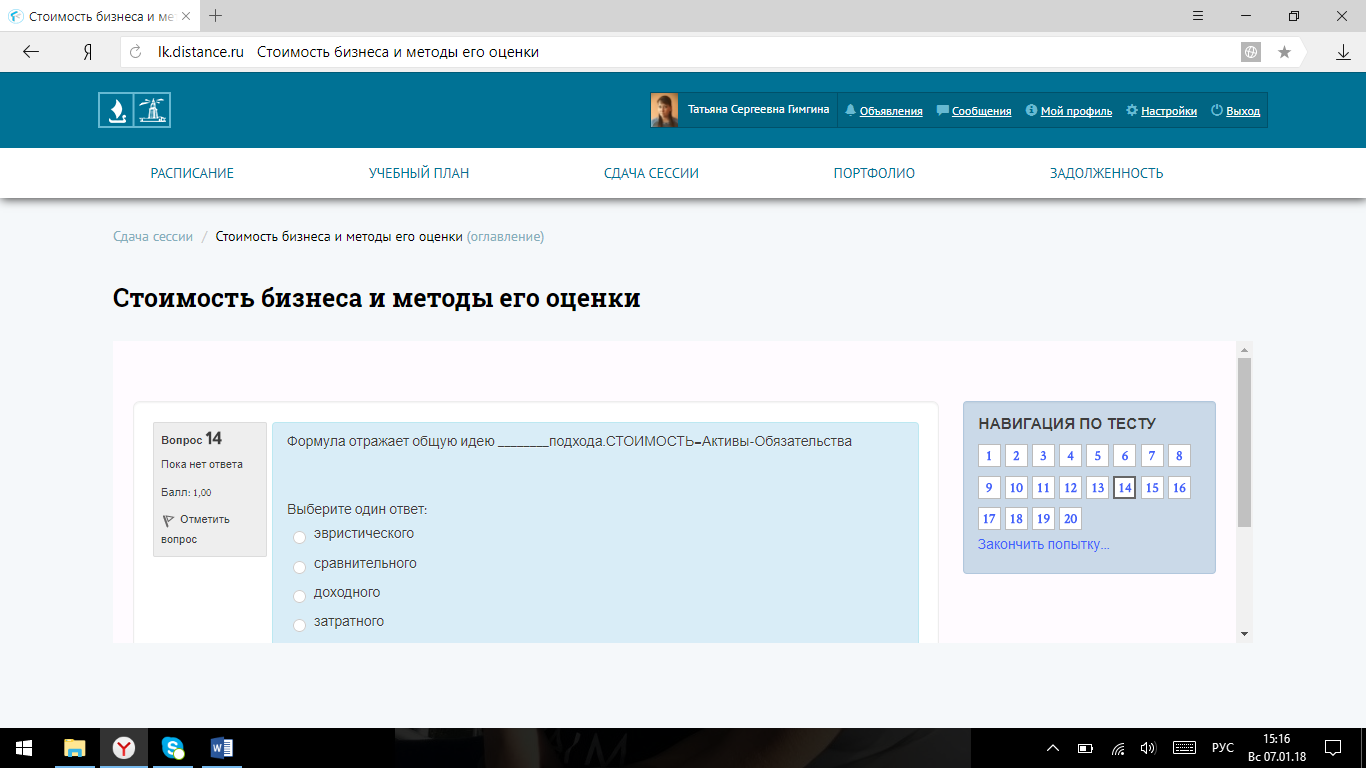 Стоимость бизнеса и ме
lk.distance.ru Стоимость бизнеса и методы его оценки
Татьяна Сергеевна Гимгина Объявления Сообщения Мой профиль Настройки Выход
РАСПИСАНИЕ УЧЕБНЫЙ ПЛАН СДАЧА СЕССИИ ПОРТФОЛИО ЗАДОЛЖЕННОСТЬ
Сдача сессии / Стоимость бизнеса и методы его оценки (оглавление)
Стоимость бизнеса и методы его оценки
Вопрос 14
Пока нет ответа
Балл: 1,00
Отметить
вопрос
Формула отражает общую идею ________подхода.СТОИМОСТЬ=Активы-Обязательства
Выберите один ответ:
эвристического
сравнительного
доходного
затратного
НАВИГАЦИЯ ПО ТЕСТУ
1 2 3 4 5 6 7 8
9 10 11 12 13 14 15 16
17 18 19 20
Закончить попытку...
РУС
15:16
Вс 07.01.18